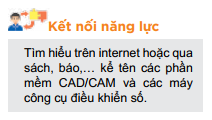 Kết nối năng lực
Tìm hiểu trên internet hoặc qua
sách, báo,... kể tên các phần
mềm CAD/CAM và các máy
công cụ điều khiển số.